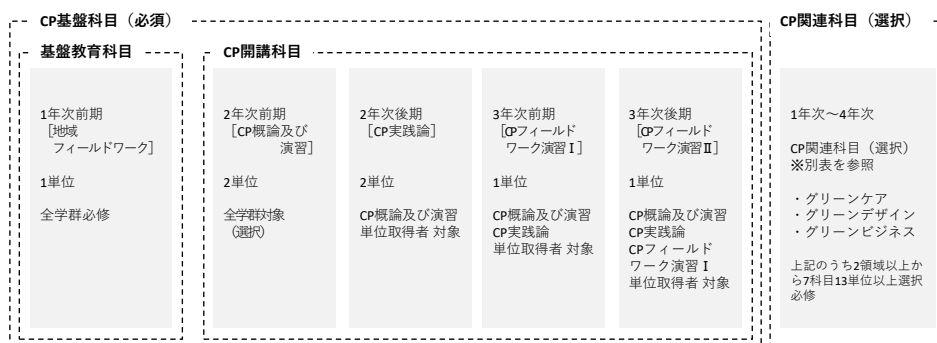 CP基盤科目（必須）
CP関連科目（選択）
基盤教育科目
CP開講科目
1年次前期
［地域
フィールドワーク］
1単位
全学群必修
2年次前期
［CP概論及び
演習］
2単位
全学群対象
（選択）
2年次後期
［CP実践論］
2単位
CP概論及び演習
単位取得者 対象
3年次前期
［CPフィールド
ワーク演習Ⅰ］
1単位
CP概論及び演習
CP実践論
単位取得者 対象
3年次後期
［CPフィールド
ワーク演習Ⅱ］
1単位
CP概論及び演習
CP実践論
CPフィールド
ワーク演習Ⅰ
単位取得者 対象
1年次～4年次
CP関連科目（選択）
※別表を参照
・グリーンケア
・グリーンデザイン
・グリーンビジネス
上記のうち2領域以上か
ら7科目13単位以上選択
必修